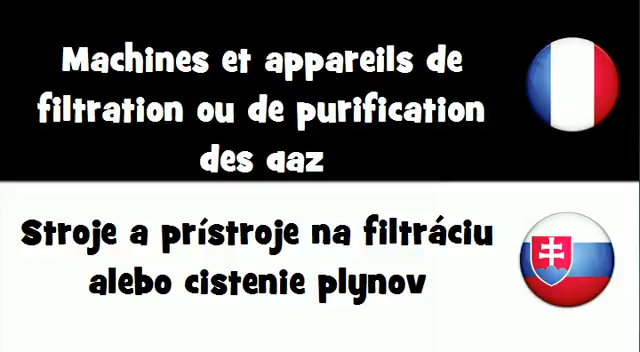 Machines et appareils de
filtration ou de purification
des gaz
Stroje a prístroje na filtráciu
alebo cistenie plynov